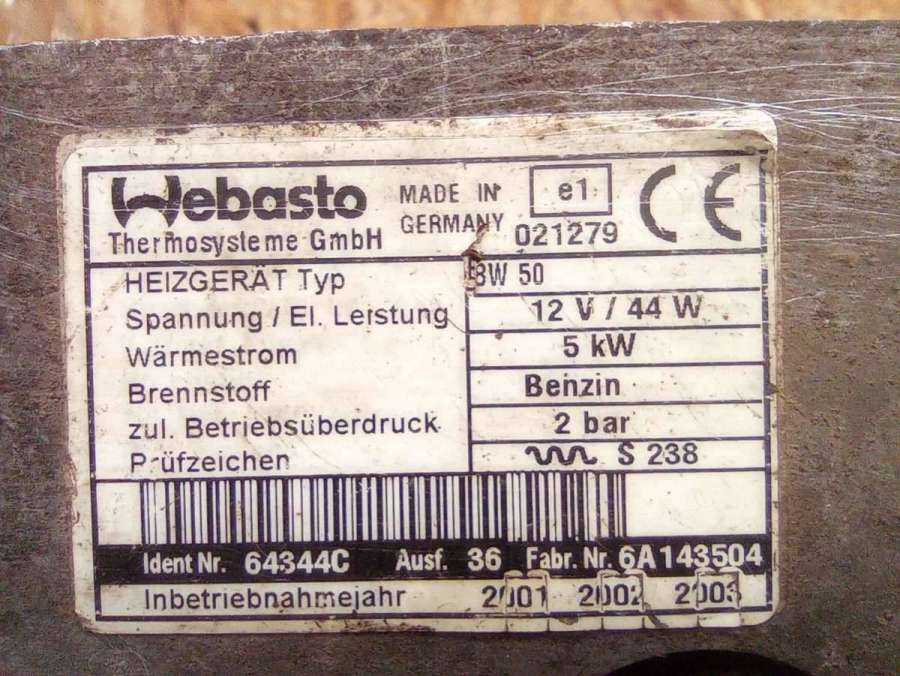 Webasto
Thermosysteme GmbH
MADE IN
GERMANY
e1
021279
CE
HEIZGERÄT Typ BW 50
Spannung / El. Leistung 12 V / 44 W
Wärmestrom 5 kW
Brennstoff Benzin
zul. Betriebsüberdruck 2 bar
Prüfzeichen S 238
Ident Nr. 64344C Ausf. 36 Fabr. Nr. 6A143504
Inbetriebnahmejahr 2001 2002 2003